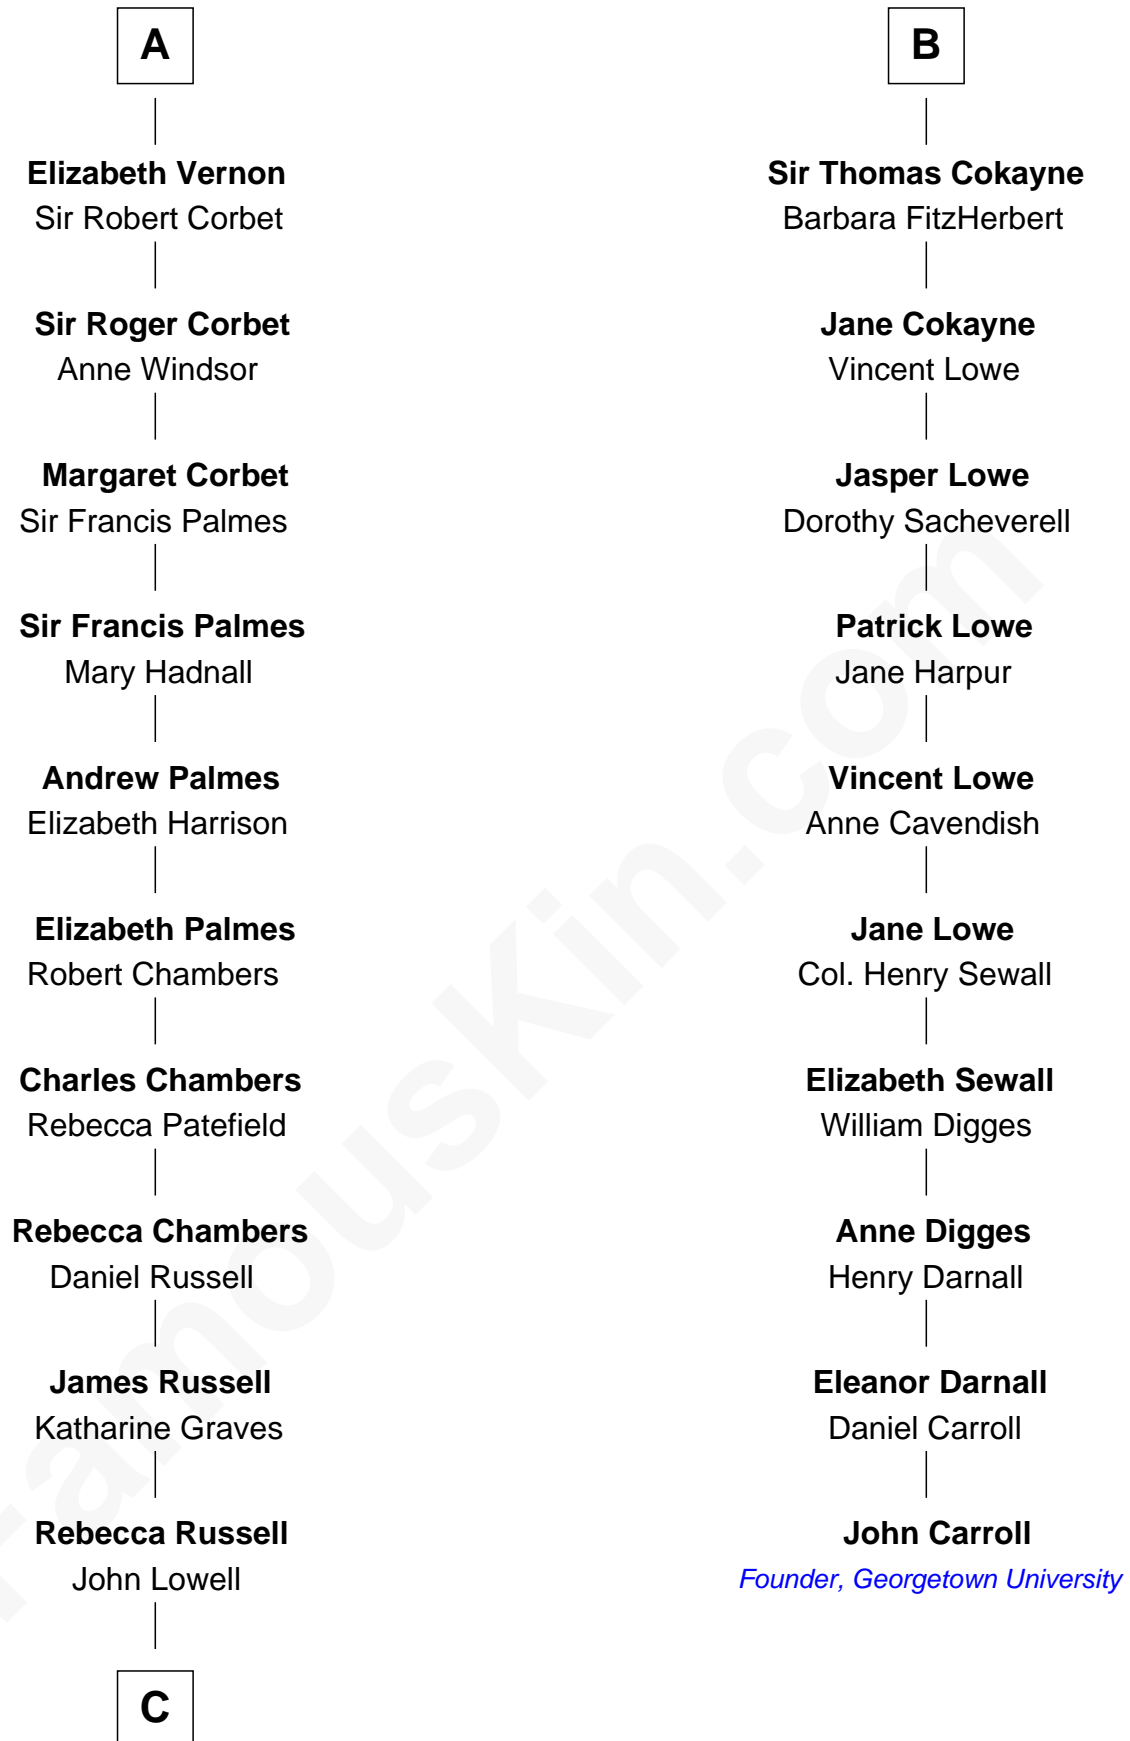 A
Elizabeth Vernon
Sir Robert Corbet
Sir Roger Corbet
Anne Windsor
Margaret Corbet
Sir Francis Palmes
Sir Francis Palmes
Mary Hadnall
Andrew Palmes
Elizabeth Harrison
Elizabeth Palmes
Robert Chambers
Charles Chambers
Rebecca Patefield
Rebecca Chambers
Daniel Russell
James Russell
Katharine Graves
Rebecca Russell
John Lowell
C
B
Sir Thomas Cokayne
Barbara FitzHerbert
Jane Cokayne
Vincent Lowe
Jasper Lowe
Dorothy Sacheverell
Patrick Lowe
Jane Harpur
Vincent Lowe
Anne Cavendish
Jane Lowe
Col. Henry Sewall
Elizabeth Sewall
William Digges
Anne Digges
Henry Darnall
Eleanor Darnall
Daniel Carroll
John Carroll
Founder, Georgetown University
FamousKin.com